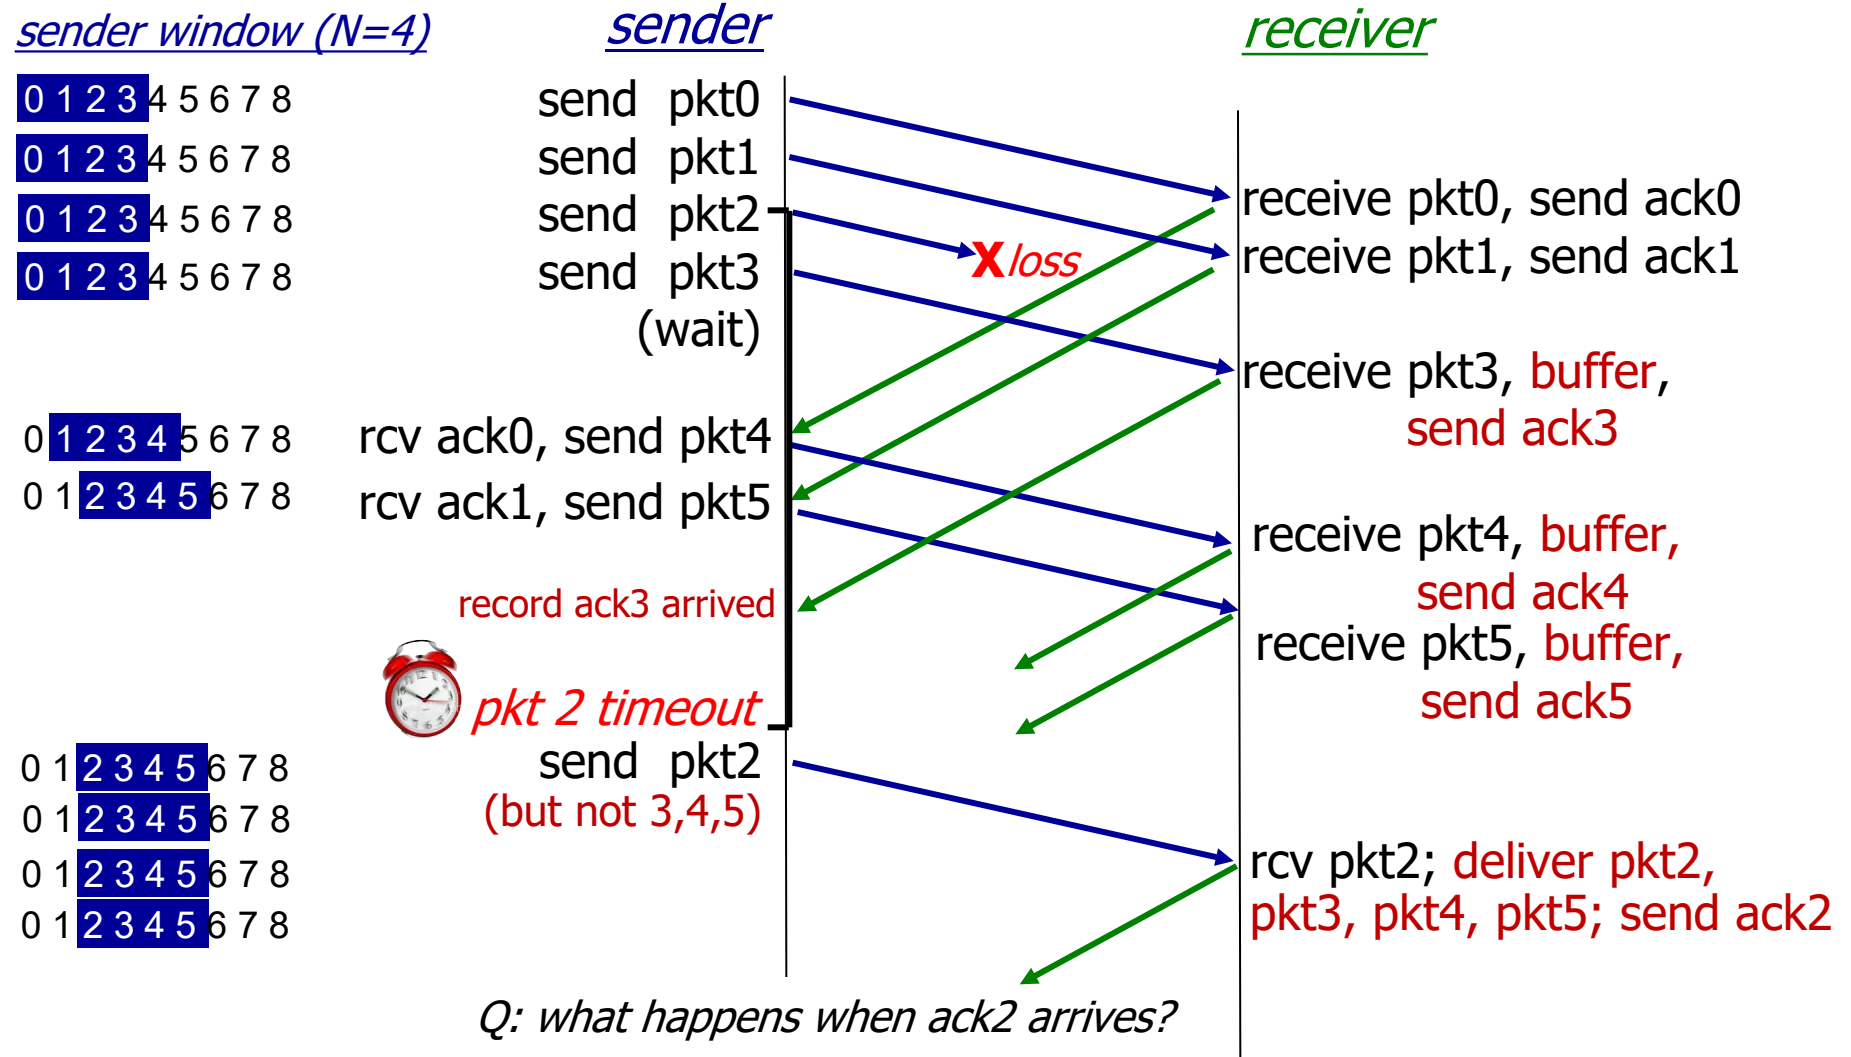 sender window (N=4)
sender
receiver
0 1 2 3 4 5 6 7 8
send pkt0
0 1 2 3 4 5 6 7 8
send pkt1
0 1 2 3 4 5 6 7 8
send pkt2
0 1 2 3 4 5 6 7 8
send pkt3
(wait)
X loss
receive pkt0, send ack0
receive pkt1, send ack1
receive pkt3, buffer,
send ack3
0 1 2 3 4 5 6 7 8
rcv ack0, send pkt4
0 1 2 3 4 5 6 7 8
rcv ack1, send pkt5
receive pkt4, buffer,
send ack4
record ack3 arrived
receive pkt5, buffer,
send ack5
pkt 2 timeout
0 1 2 3 4 5 6 7 8
send pkt2
0 1 2 3 4 5 6 7 8
(but not 3,4,5)
0 1 2 3 4 5 6 7 8
0 1 2 3 4 5 6 7 8
rcv pkt2; deliver pkt2,
pkt3, pkt4, pkt5; send ack2
Q: what happens when ack2 arrives?